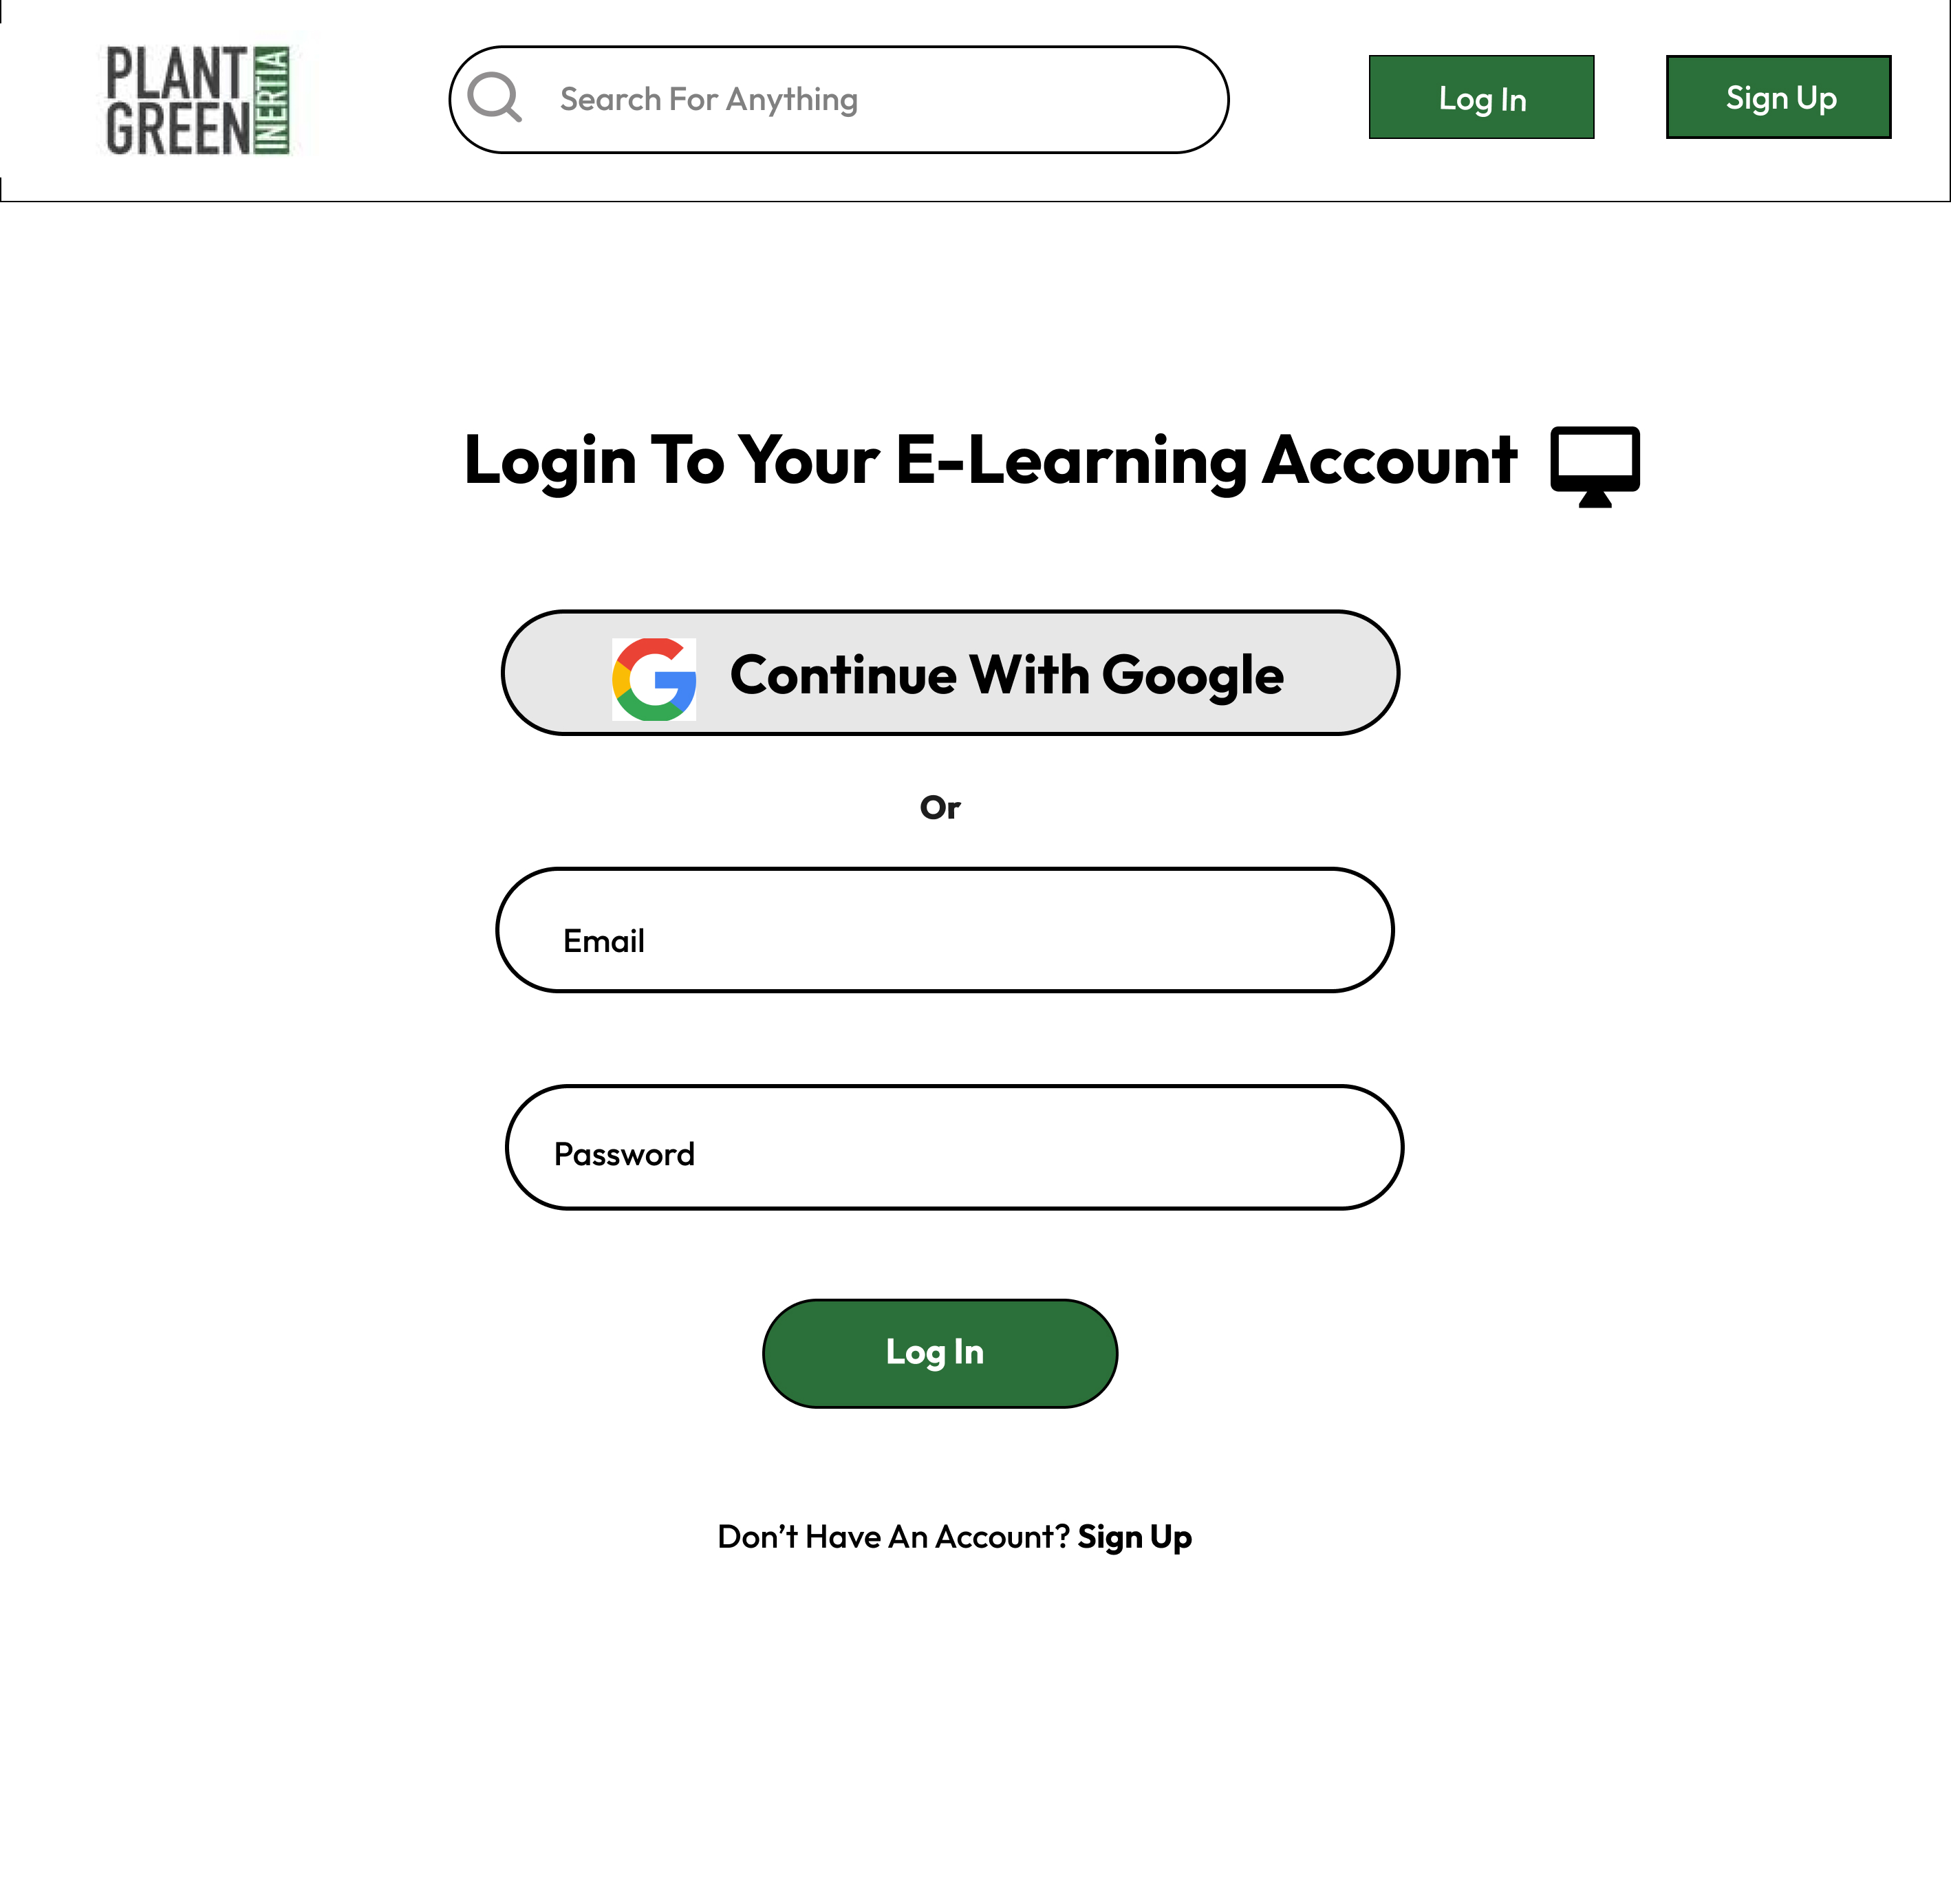 PLANT
GREEN
INERTIA
Search For Anything
Log In
Sign Up
Login To Your E-Learning Account
Continue With Google
Or
Email
Password
Log In
Don’t Have An Account? Sign Up